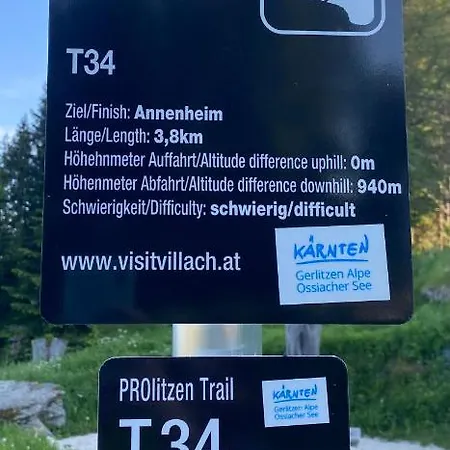 T34
Ziel/Finish: Annenheim
Länge/Length: 3,8km
Höhehnmeter Auffahrt/Altitude difference uphill: 0m
Höhenmeter Abfahrt/Altitude difference downhill: 940m
Schwierigkeit/Difficulty: schwierig/difficult
www.visitvillach.at
KÄRNTEN
Gerlitzen Alpe
Ossiacher See
PROlitzen Trail
T34
KÄRNTEN
Gerlitzen Alpe
Ossiacher See